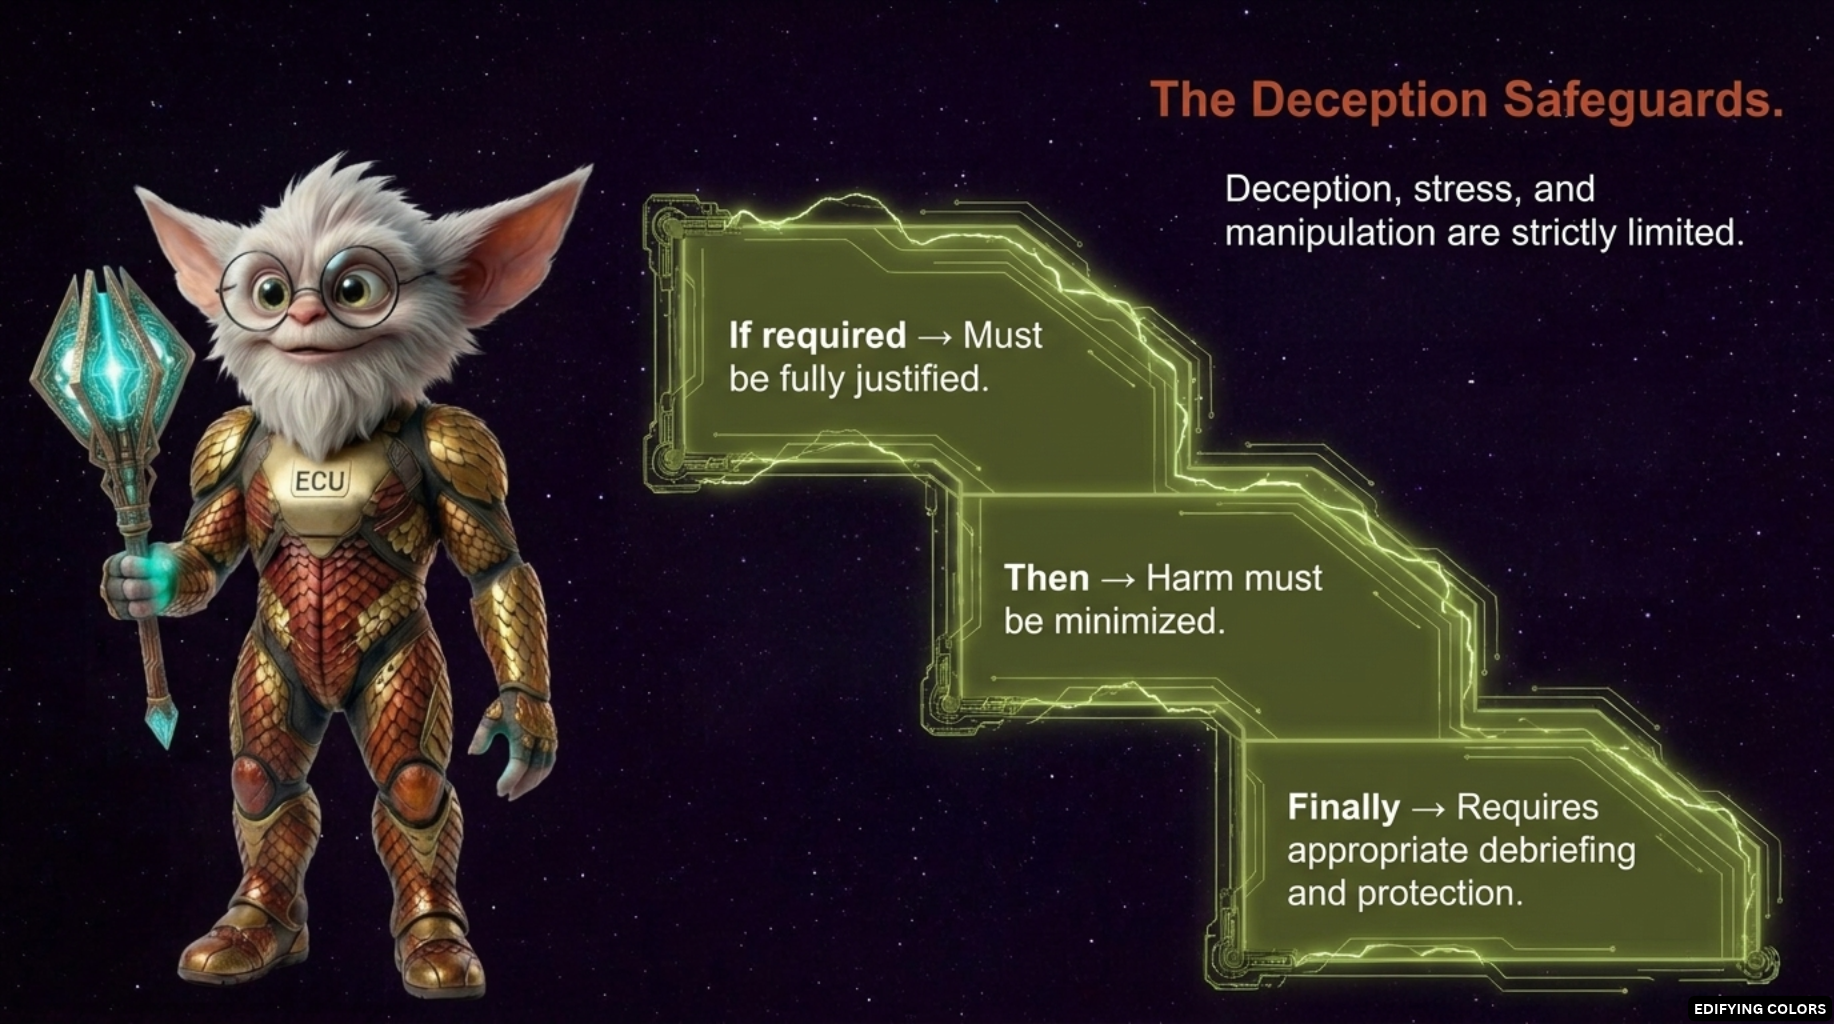 The Deception Safeguards.
Deception, stress, and
manipulation are strictly limited.
If required → Must
be fully justified.
Then → Harm must
be minimized.
Finally → Requires
appropriate debriefing
and protection.
ECU
EDIFYING COLORS